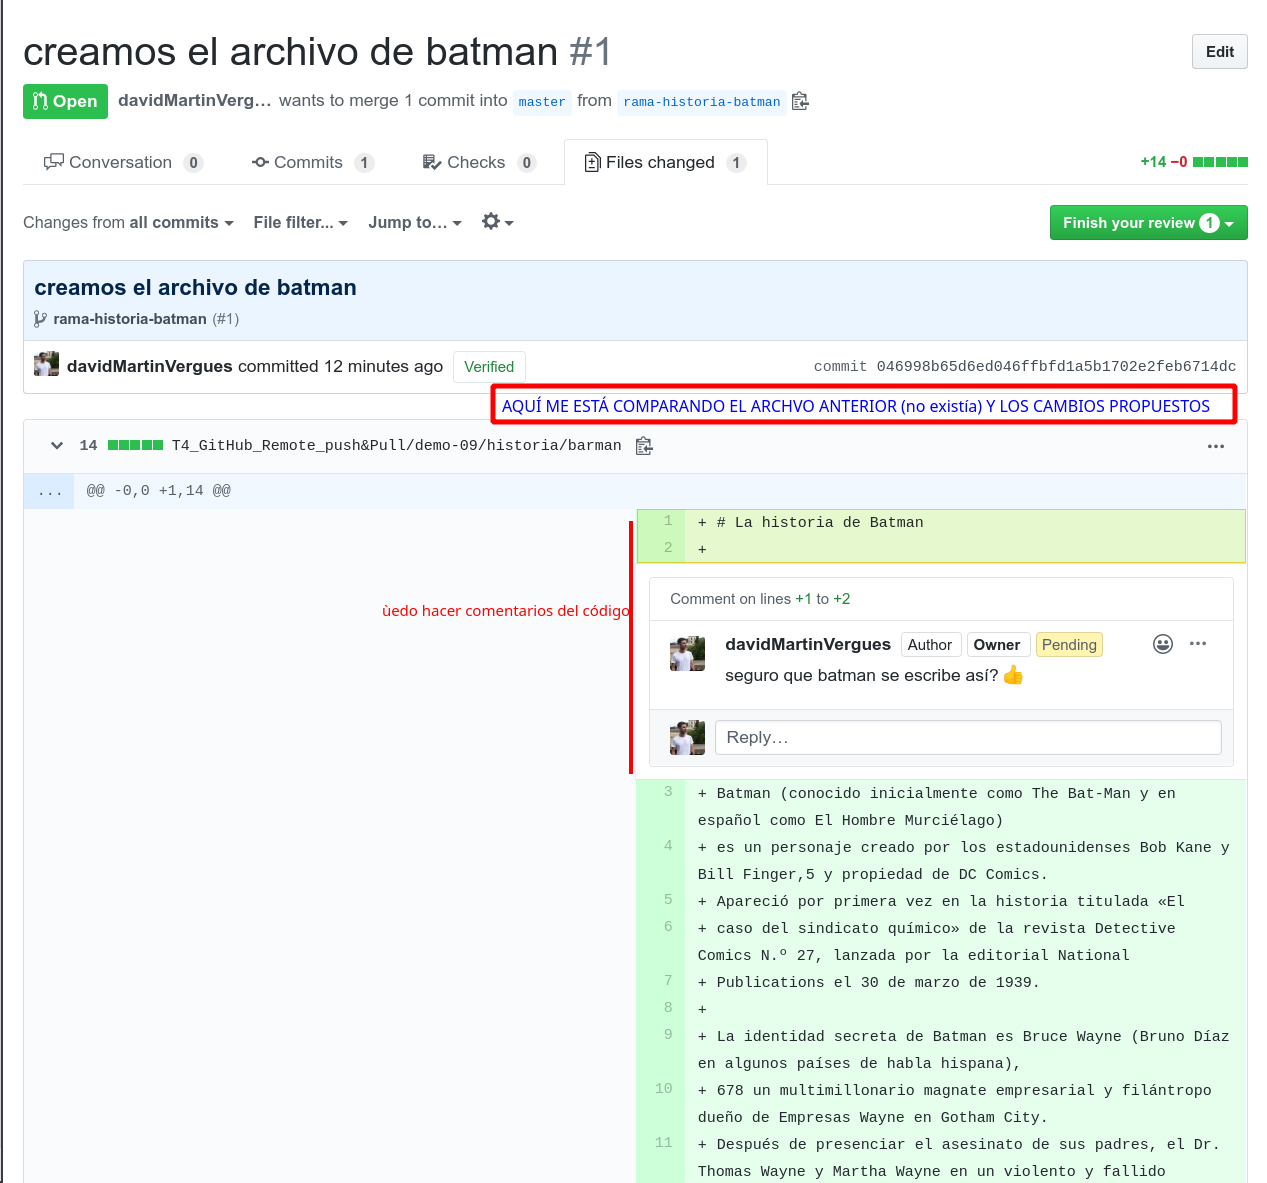 creamos el archivo de batman #1
Edit
Open davidMartinVerg... wants to merge 1 commit into master from rama-historia-batman
Conversation 0 Commits 1 Checks 0 Files changed 1 +14 −0
Changes from all commits File filter... Jump to... Finish your review 1
creamos el archivo de batman
rama-historia-batman (#1)
davidMartinVergues committed 12 minutes ago Verified commit 046998b65d6ed046ffbfd1a5b1702e2feb6714dc
AQUÍ ME ESTÁ COMPARANDO EL ARCHVO ANTERIOR (no existía) Y LOS CAMBIOS PROPUESTOS
14 T4_GitHub_Remote_push&Pull/demo-09/historia/barman ...
... @@ -0,0 +1,14 @@
1 + # La historia de Batman
2 +
Comment on lines +1 to +2
ùedo hacer comentarios del código
davidMartinVergues Author Owner Pending ...
seguro que batman se escribe así? 👍
Reply...
3 + Batman (conocido inicialmente como The Bat-Man y en
español como El Hombre Murciélago)
4 + es un personaje creado por los estadounidenses Bob Kane y
Bill Finger,5 y propiedad de DC Comics.
5 + Apareció por primera vez en la historia titulada «El
6 + caso del sindicato químico» de la revista Detective
Comics N.º 27, lanzada por la editorial National
7 + Publications el 30 de marzo de 1939.
8 +
9 + La identidad secreta de Batman es Bruce Wayne (Bruno Díaz
en algunos países de habla hispana),
10 + 678 un multimillonario magnate empresarial y filántropo
dueño de Empresas Wayne en Gotham City.
11 + Después de presenciar el asesinato de sus padres, el Dr.
Thomas Wayne y Martha Wayne en un violento y fallido